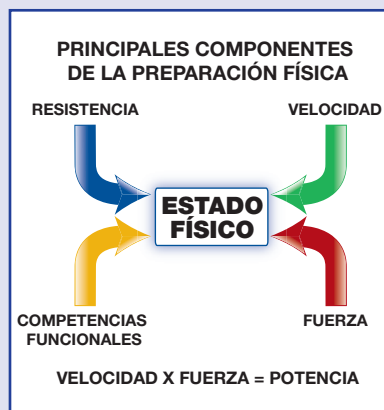 PRINCIPALES COMPONENTES
DE LA PREPARACIÓN FÍSICA
RESISTENCIA
VELOCIDAD
ESTADO
FÍSICO
COMPETENCIAS
FUNCIONALES
FUERZA
VELOCIDAD X FUERZA = POTENCIA